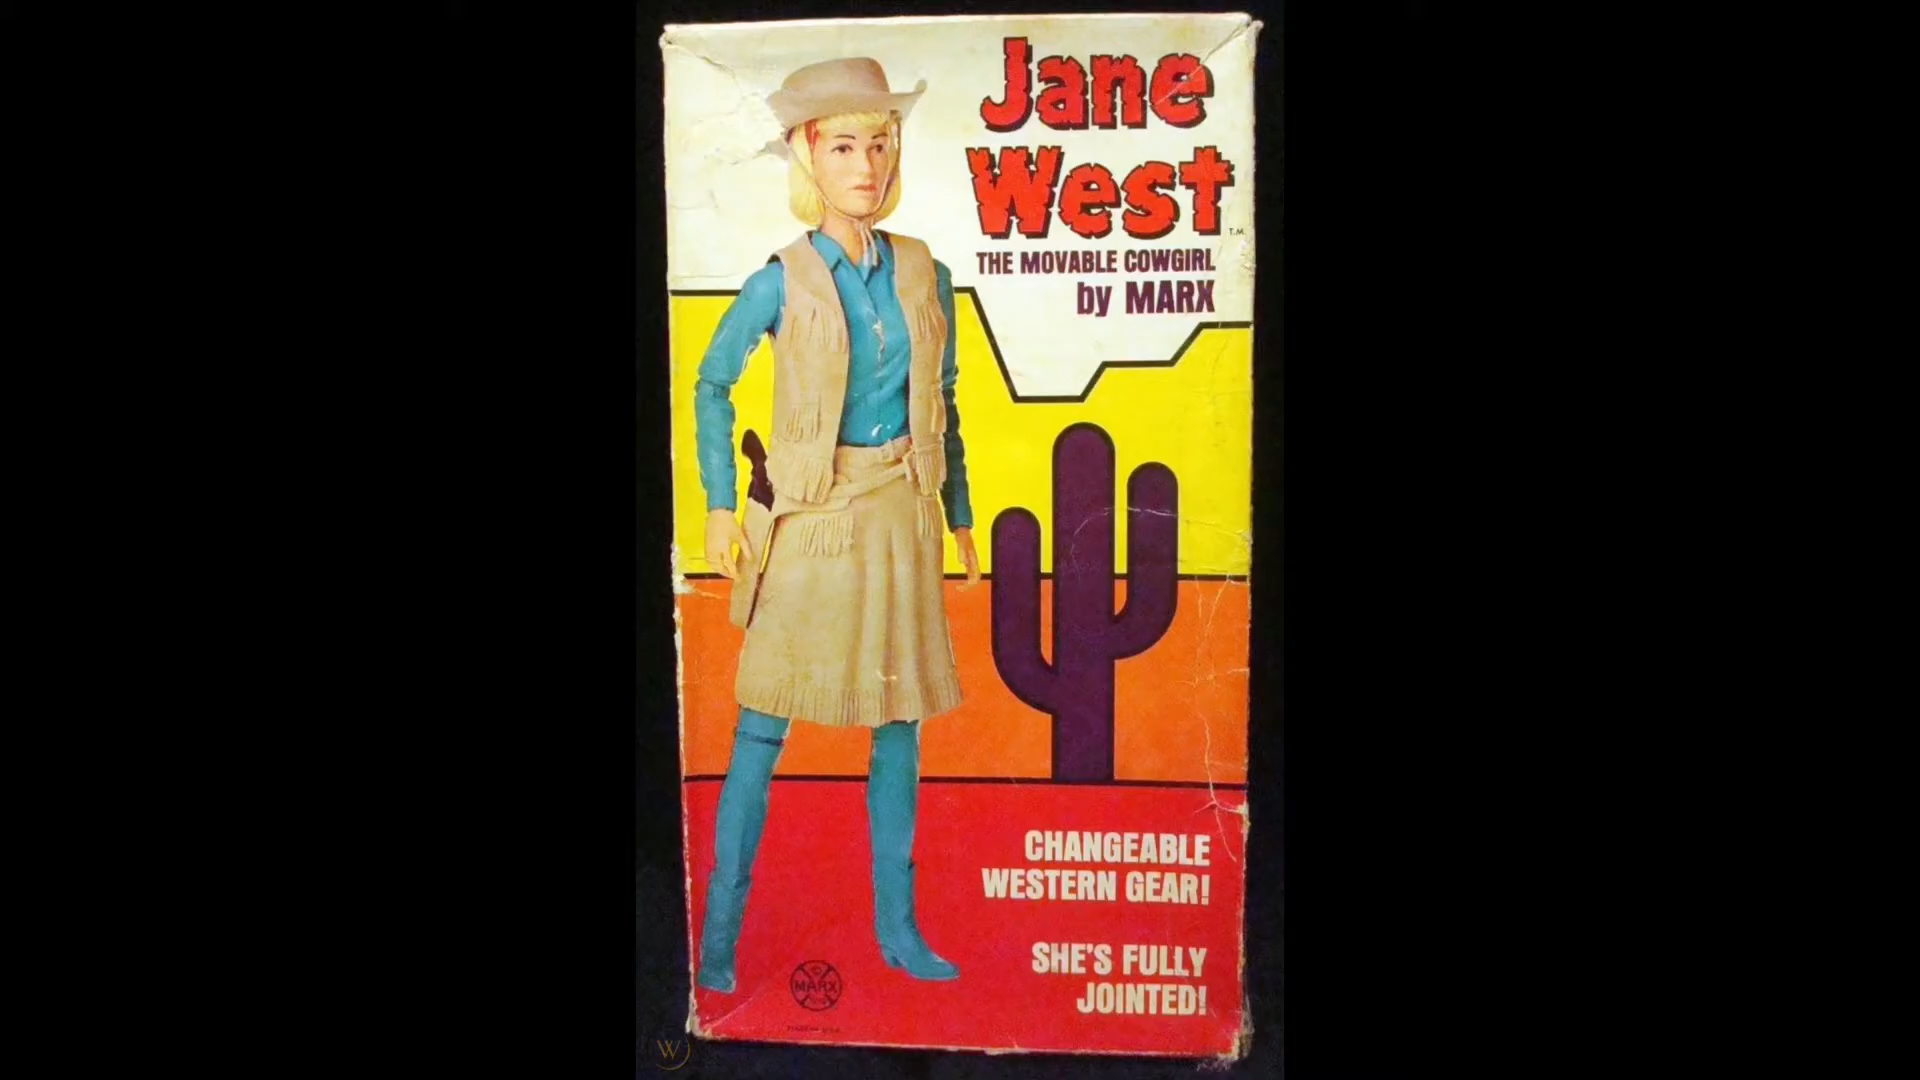 Jane
West
T.M.
THE MOVABLE COWGIRL
by MARX
CHANGEABLE
WESTERN GEAR!
SHE'S FULLY
JOINTED!
MARX
W